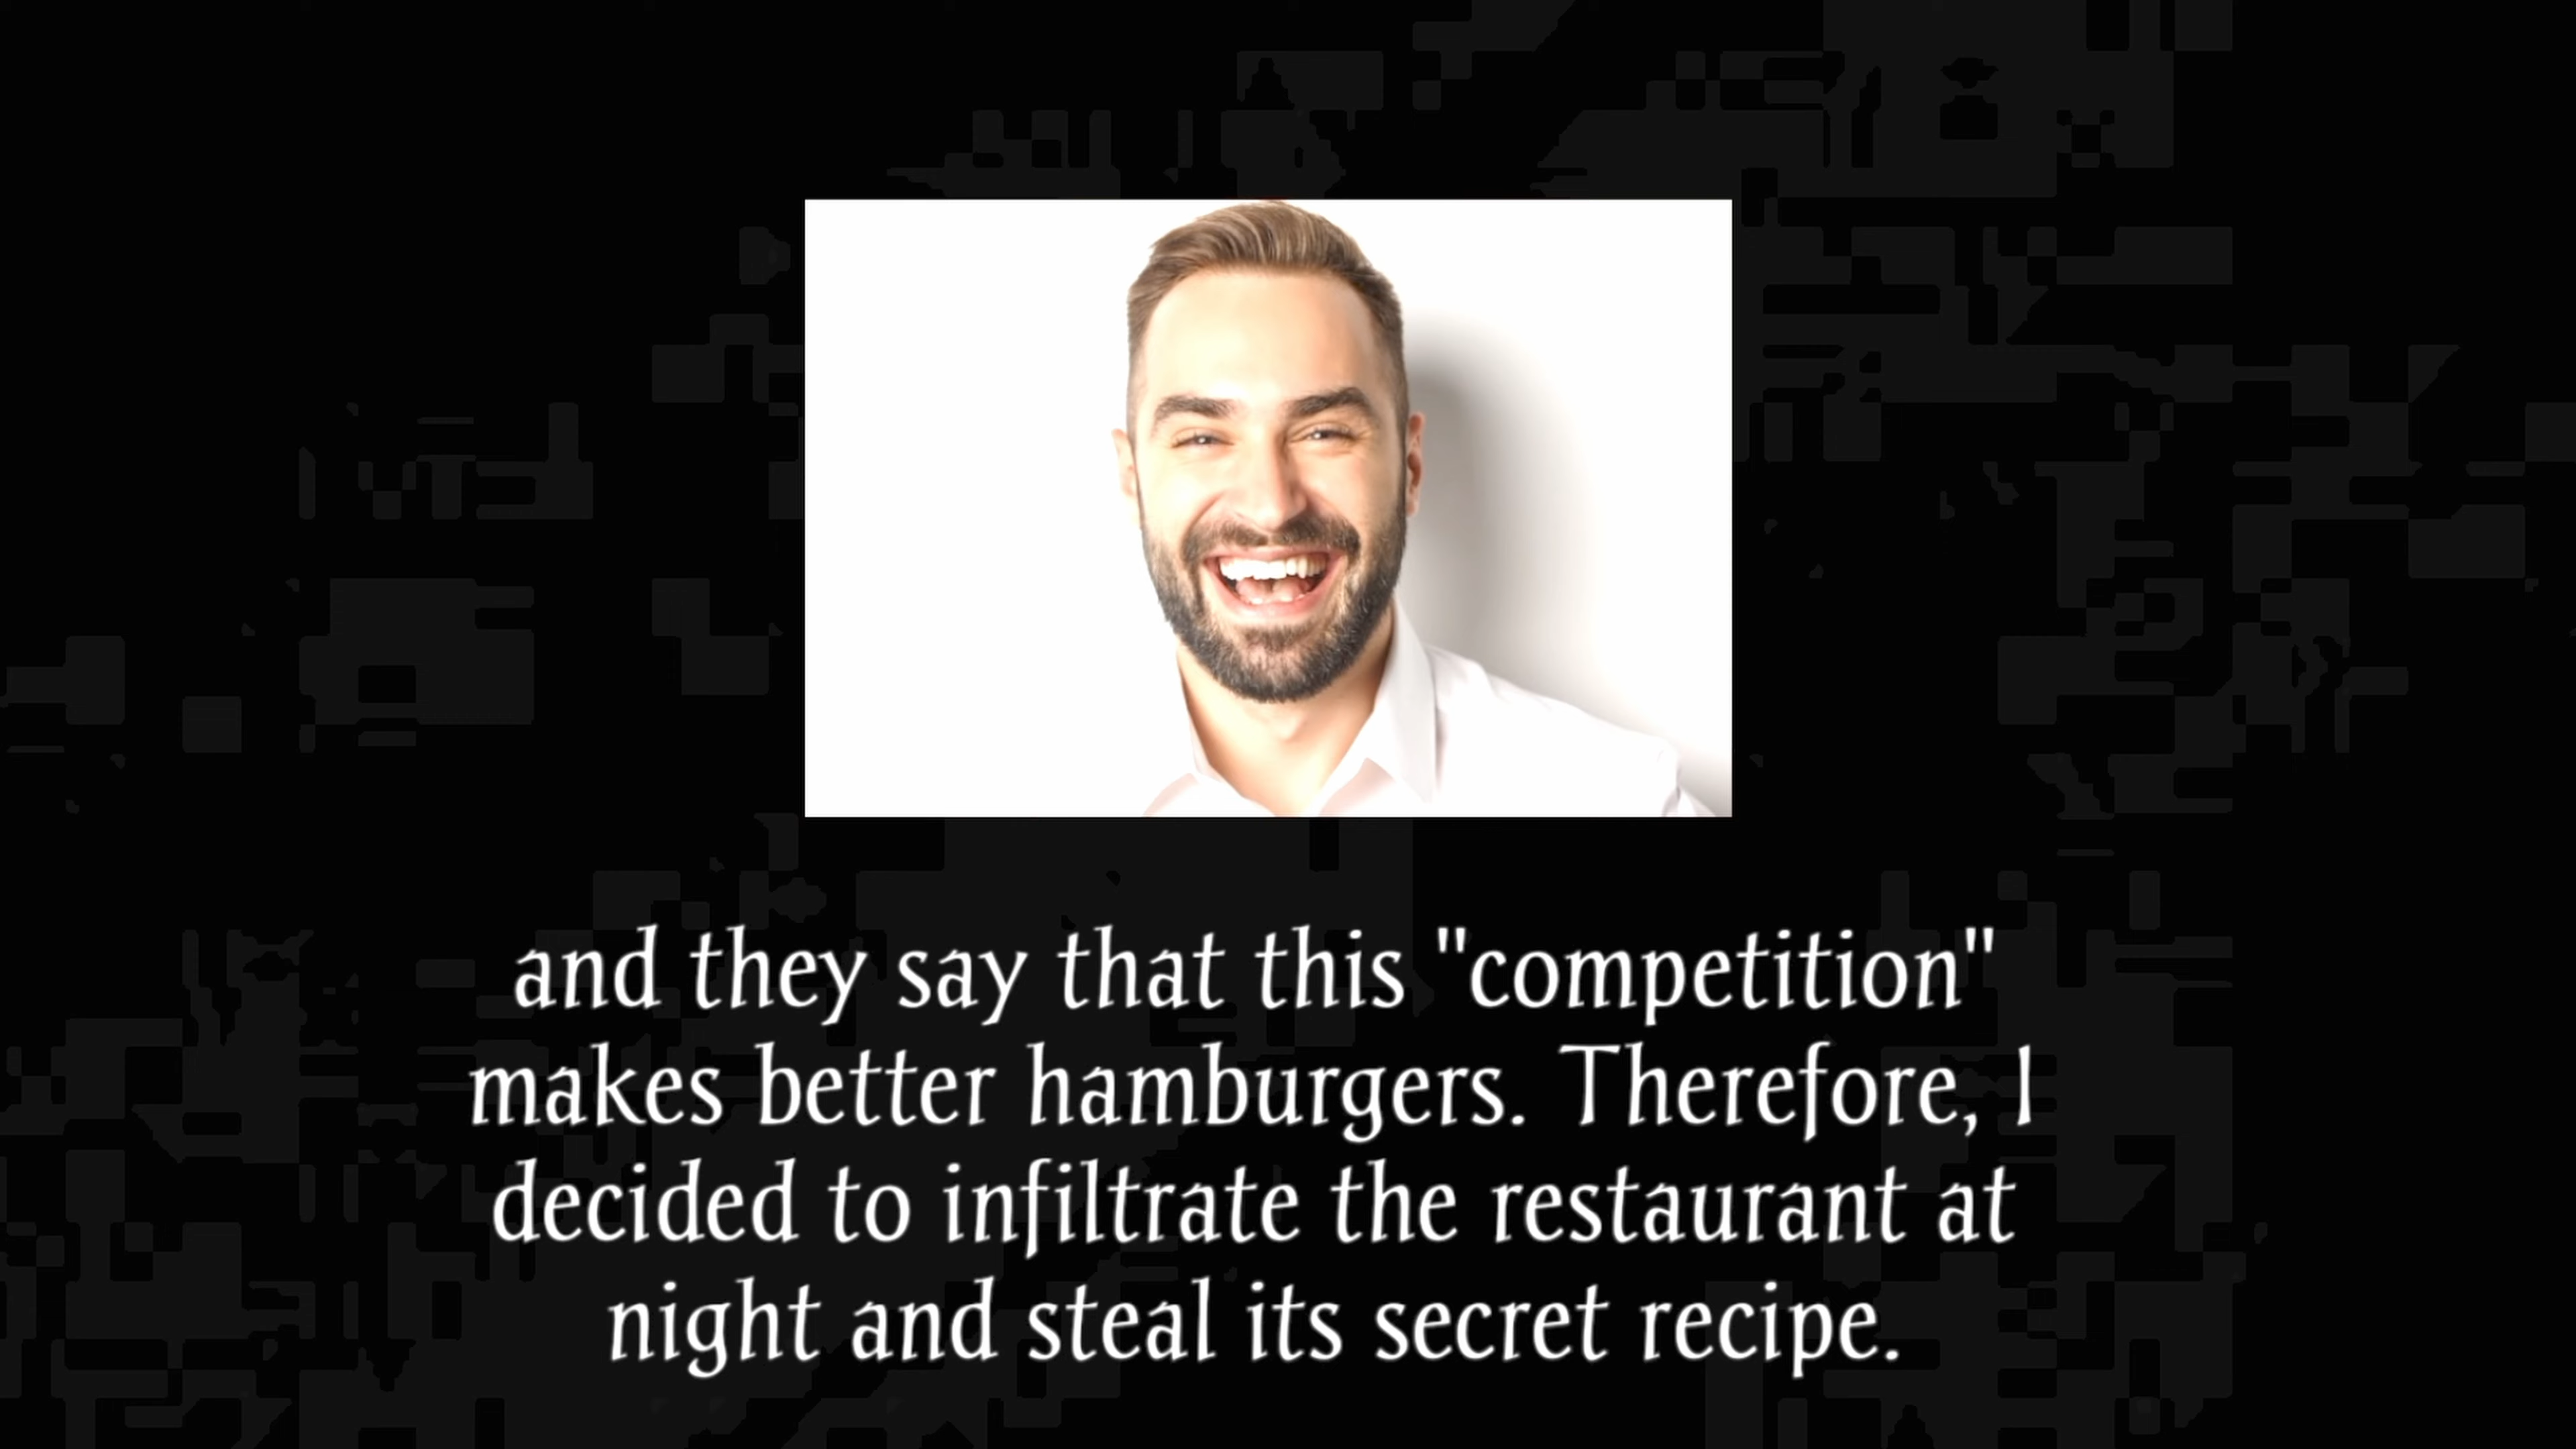 and they say that this "competition"
makes better hamburgers. Therefore, I
decided to infiltrate the restaurant at
night and steal its secret recipe.